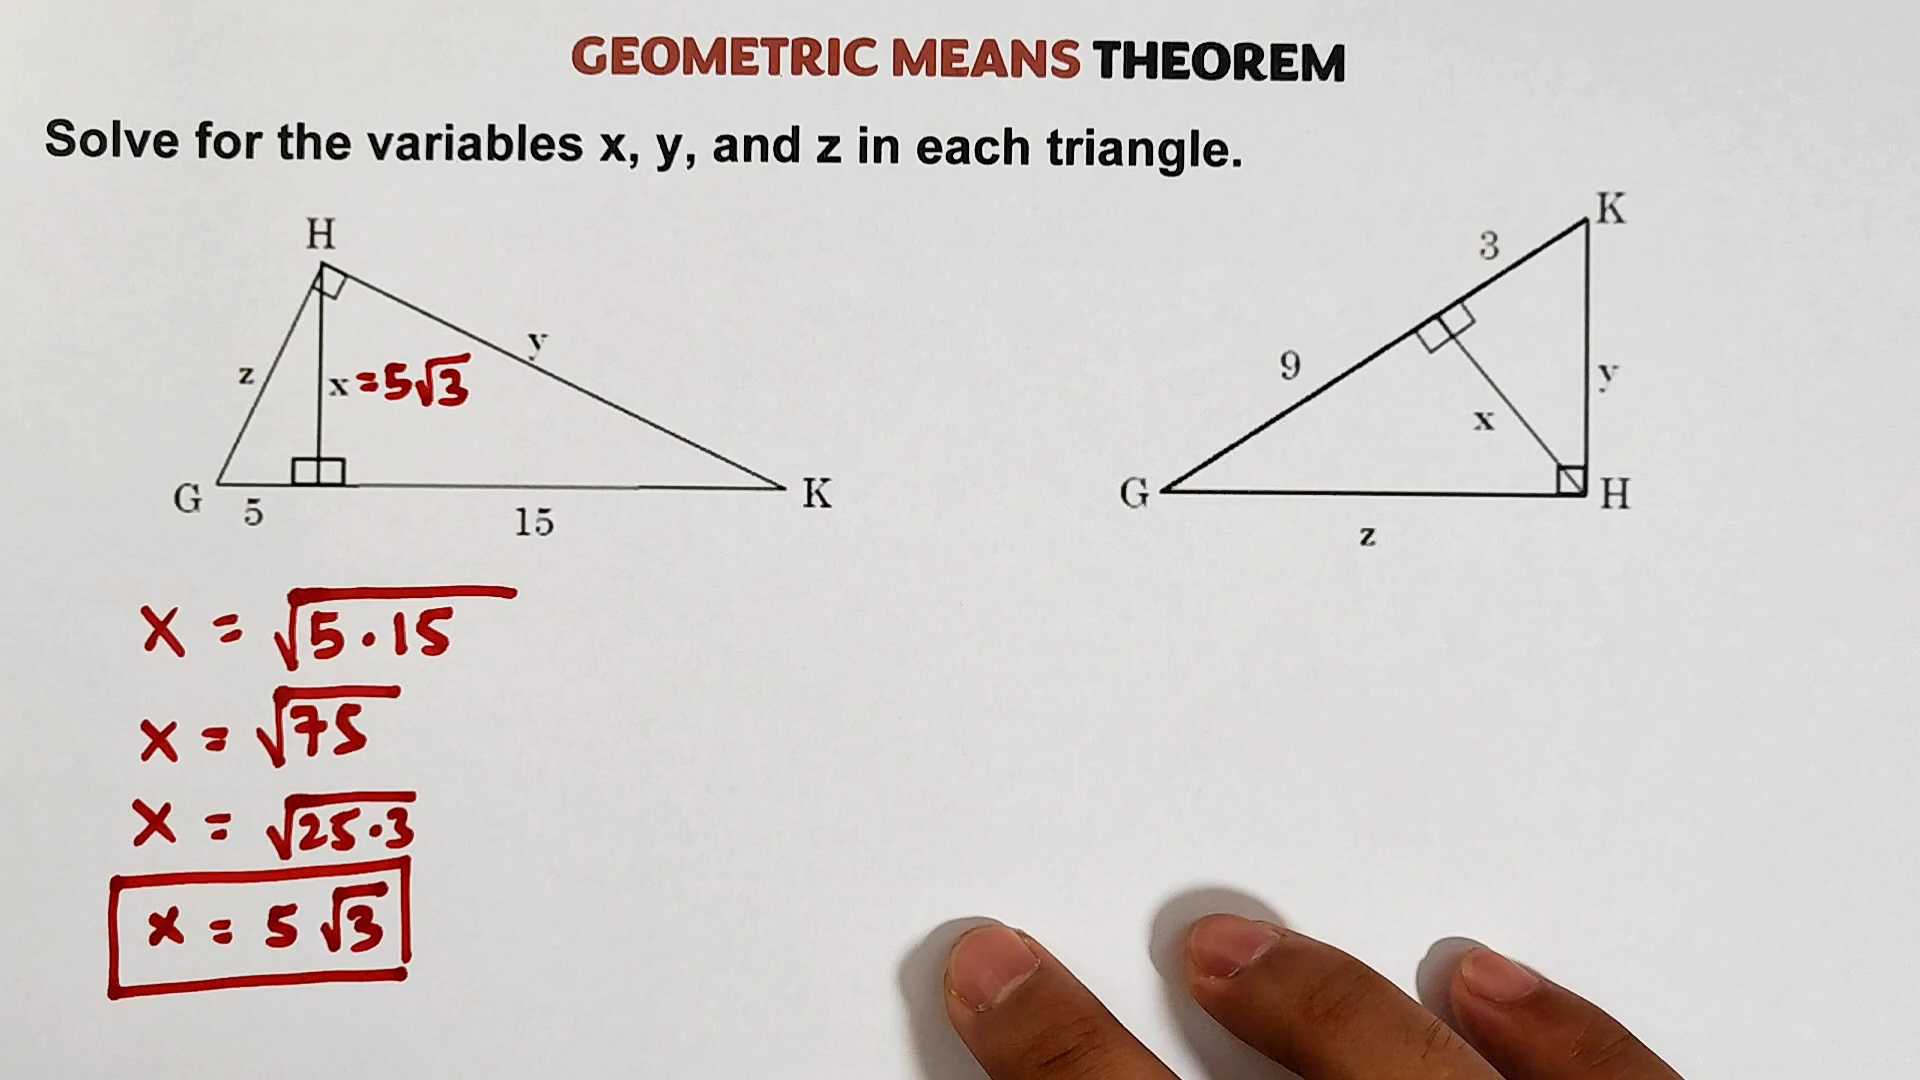 GEOMETRIC MEANS THEOREM
Solve for the variables x, y, and z in each triangle.
H
z
x = 5√3
y
G
5
15
K
K
3
9
x
y
G
z
H
x = √5·15
x = √75
x = √25·3
x = 5√3